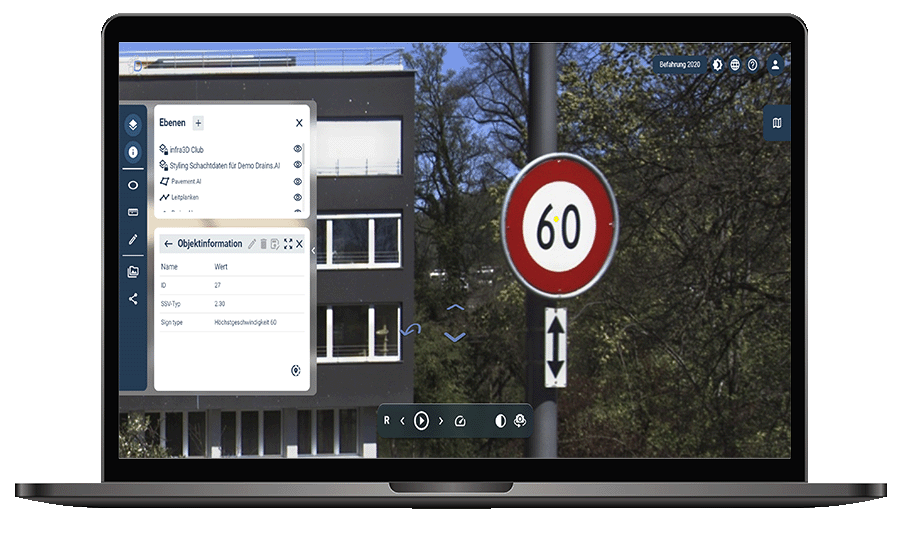 Befahrung 2020
Ebenen
infra3D Club
Styling Schachtdaten für Demo Drains.AI
Pavement.AI
Leitplanken
Objektinformation
Name Wert
ID 27
SSV-Typ 2.30
Sign type Höchstgeschwindigkeit 60
60
R